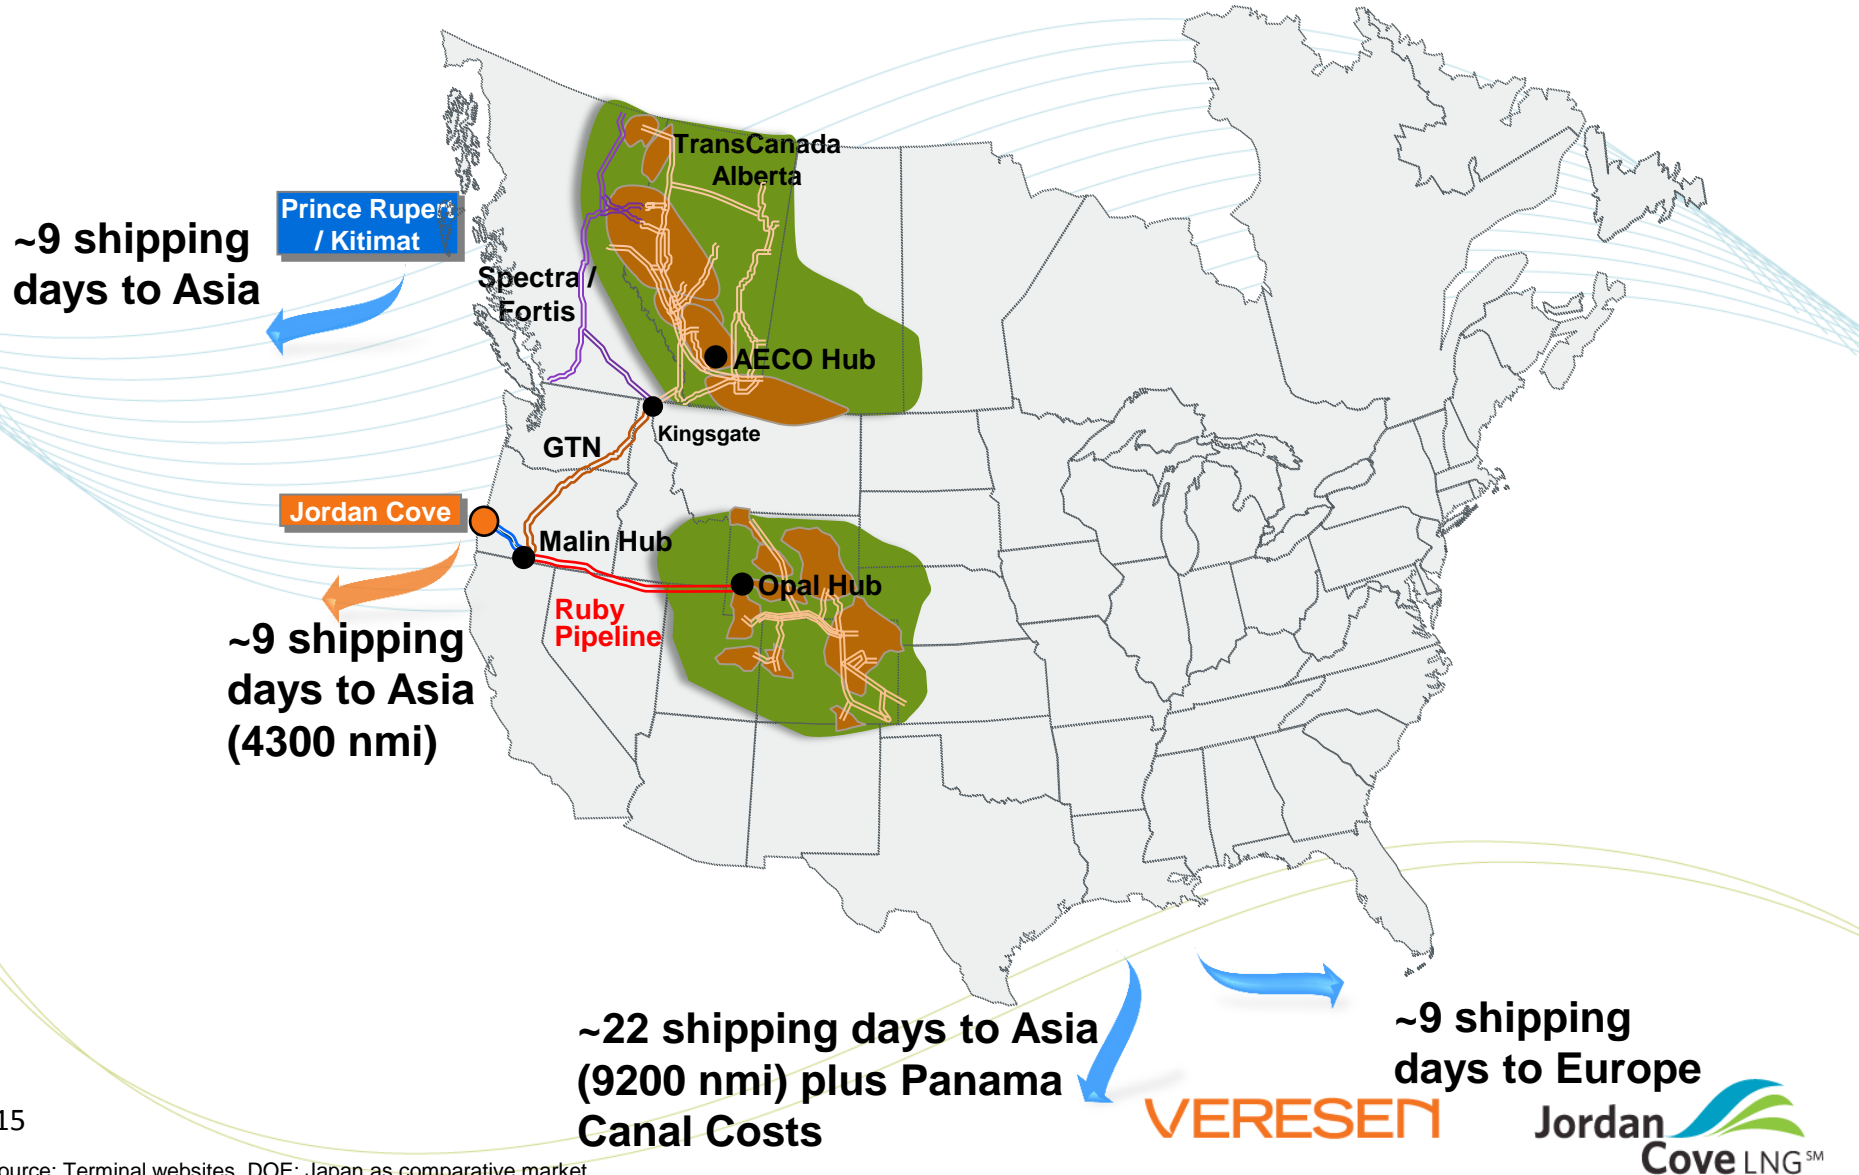 TransCanada
Alberta
Prince Rupert
/ Kitimat
~9 shipping
days to Asia
Spectra /
Fortis
AECO Hub
Kingsgate
GTN
Jordan Cove
Malin Hub
Opal Hub
Ruby
Pipeline
~9 shipping
days to Asia
(4300 nmi)
~22 shipping days to Asia
(9200 nmi) plus Panama
Canal Costs
~9 shipping
days to Europe
VERESEN
Jordan
Cove LNG SM
15
ource: Terminal websites, DOE; Japan as comparative market